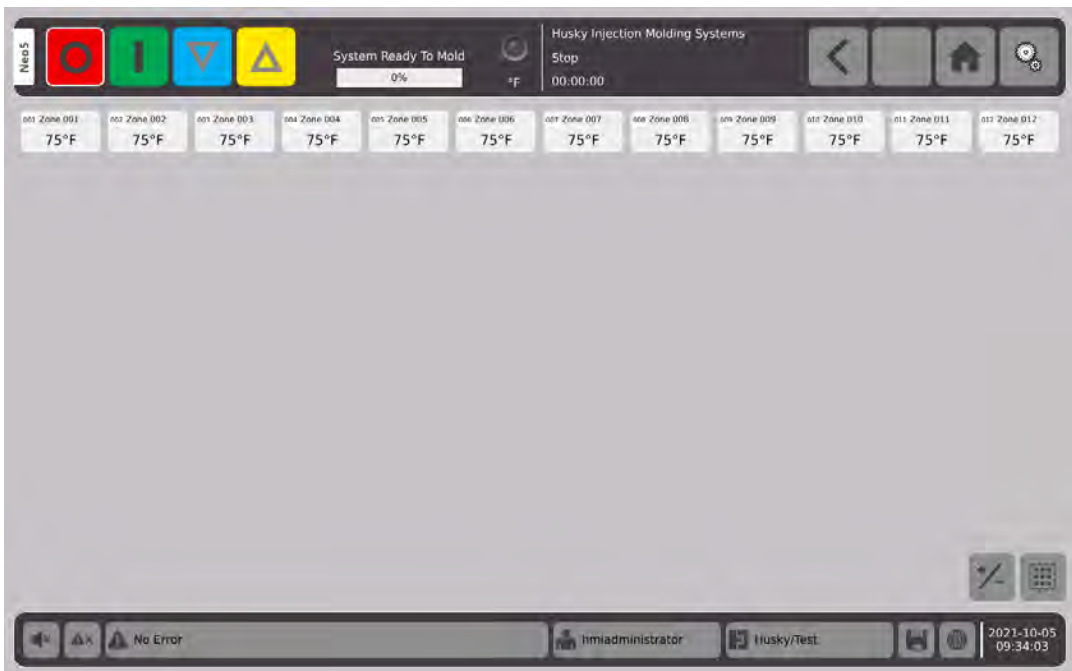 Neo5
System Ready To Mold
0%
°F
Husky Injection Molding Systems
Stop
00:00:00
001 Zone 001
75°F
002 Zone 002
75°F
003 Zone 003
75°F
004 Zone 004
75°F
005 Zone 005
75°F
006 Zone 006
75°F
007 Zone 007
75°F
008 Zone 008
75°F
009 Zone 009
75°F
010 Zone 010
75°F
011 Zone 011
75°F
012 Zone 012
75°F
No Error
hmiadministrator
Husky/Test
2021-10-05
09:34:03